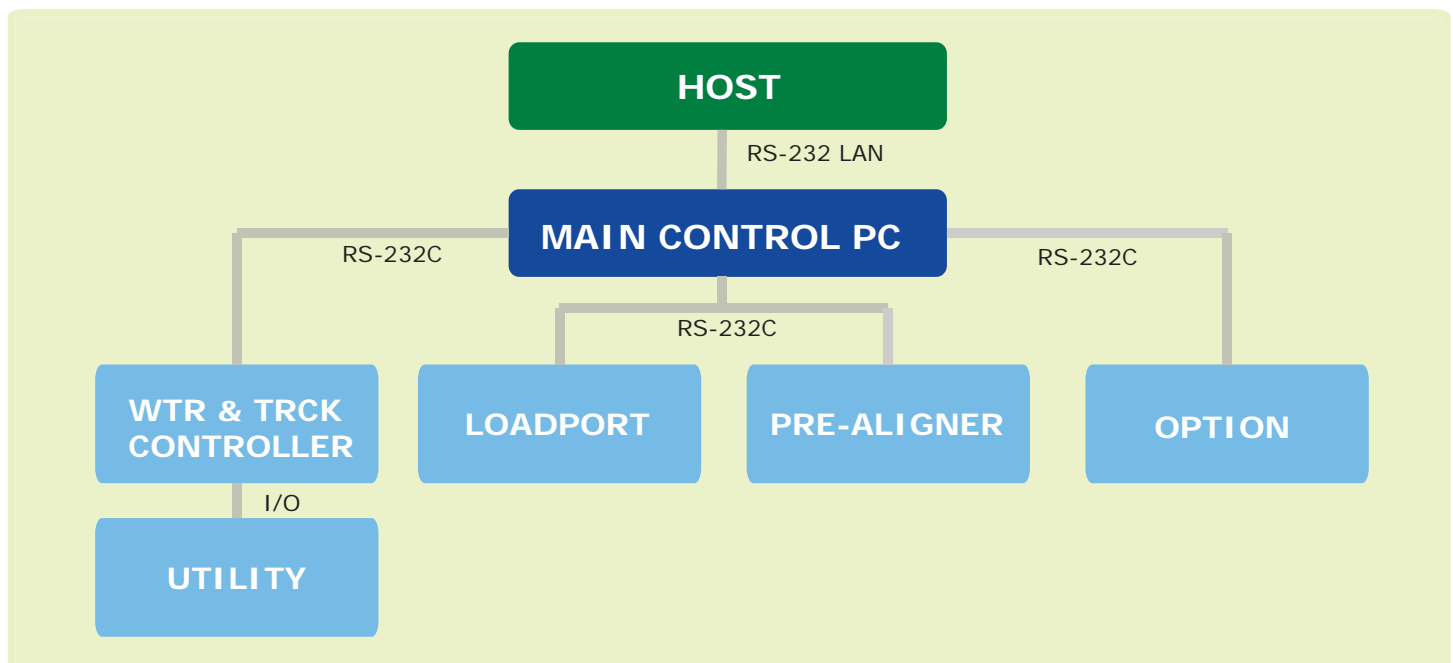 HOST
RS-232 LAN
MAIN CONTROL PC
RS-232C
RS-232C
RS-232C
WTR & TRCK
CONTROLLER
LOADPORT
PRE-ALIGNER
OPTION
I/O
UTILITY